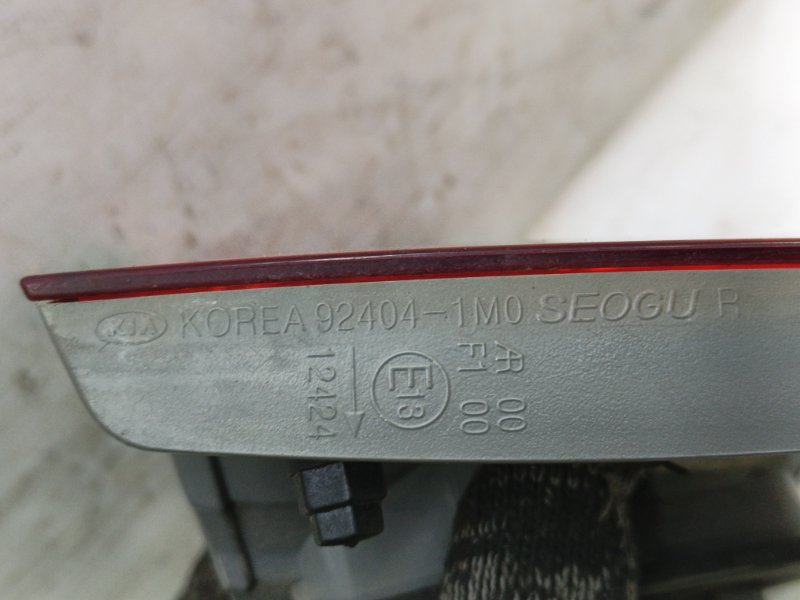 KIA KOREA 92404-1M0 SEOGU R
AR 00
F1 00
E13
12424